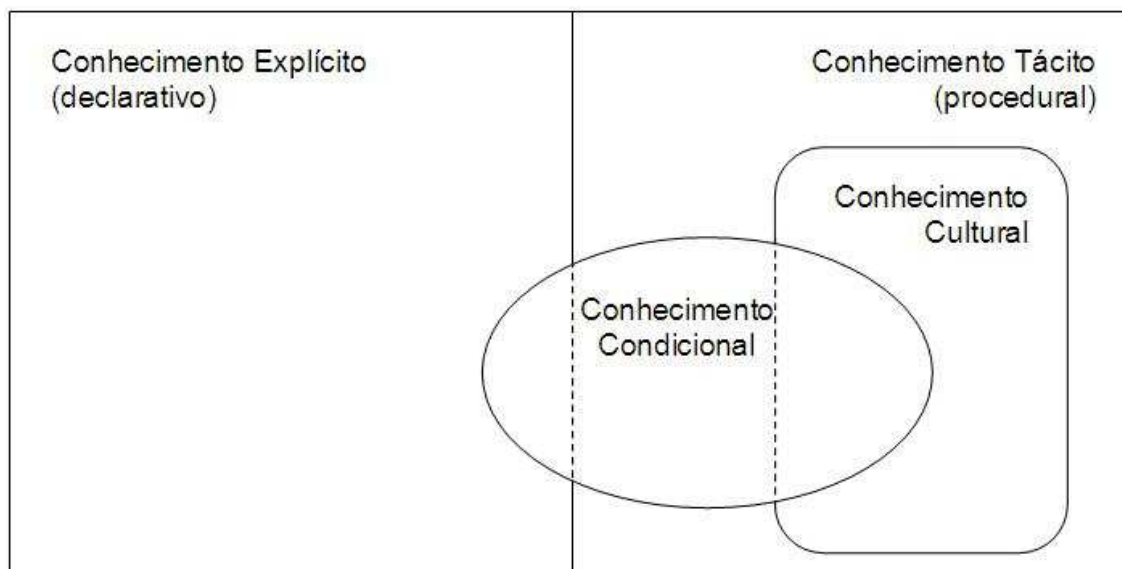 Conhecimento Explícito
(declarativo)
Conhecimento Tácito
(procedural)
Conhecimento
Cultural
Conhecimento
Condicional